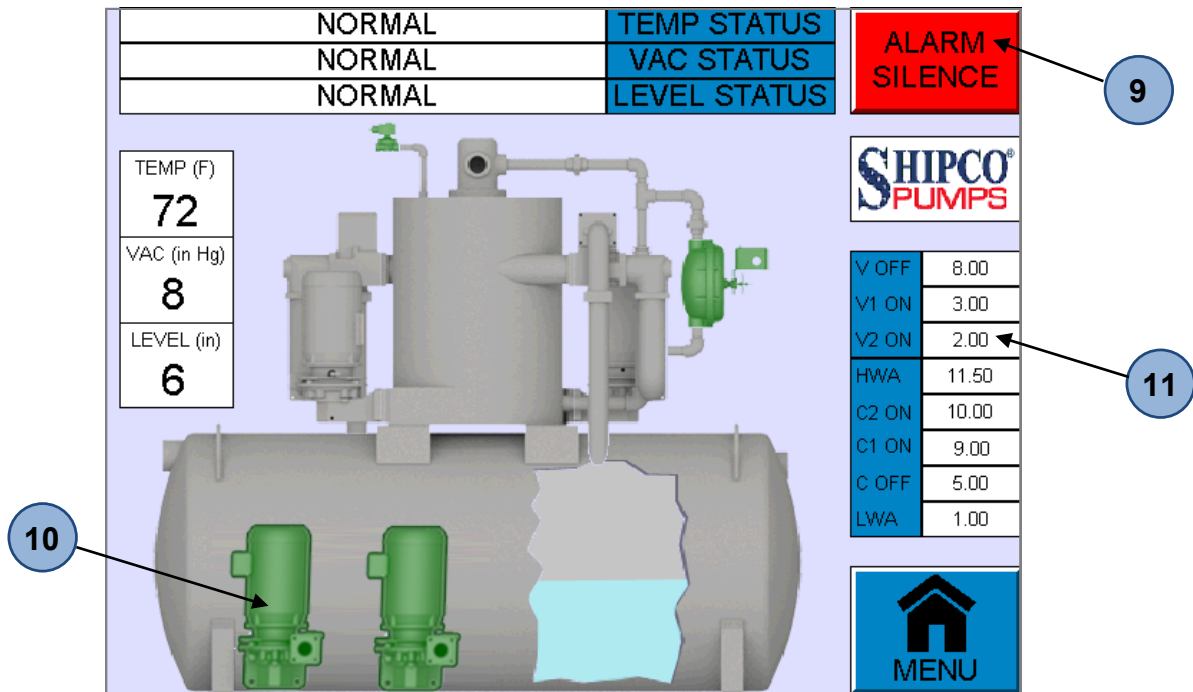 NORMAL TEMP STATUS
NORMAL VAC STATUS
NORMAL LEVEL STATUS
ALARM
SILENCE
9
TEMP (F)
72
VAC (in Hg)
8
LEVEL (in)
6
SHIPCO®
PUMPS
V OFF 8.00
V1 ON 3.00
V2 ON 2.00
HWA 11.50
C2 ON 10.00
C1 ON 9.00
C OFF 5.00
LWA 1.00
11
10
MENU